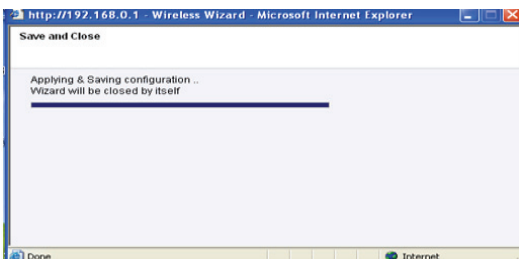 http://192.168.0.1 - Wireless Wizard - Microsoft Internet Explorer
Save and Close
Applying & Saving configuration ..
Wizard will be closed by itself
Done
Internet